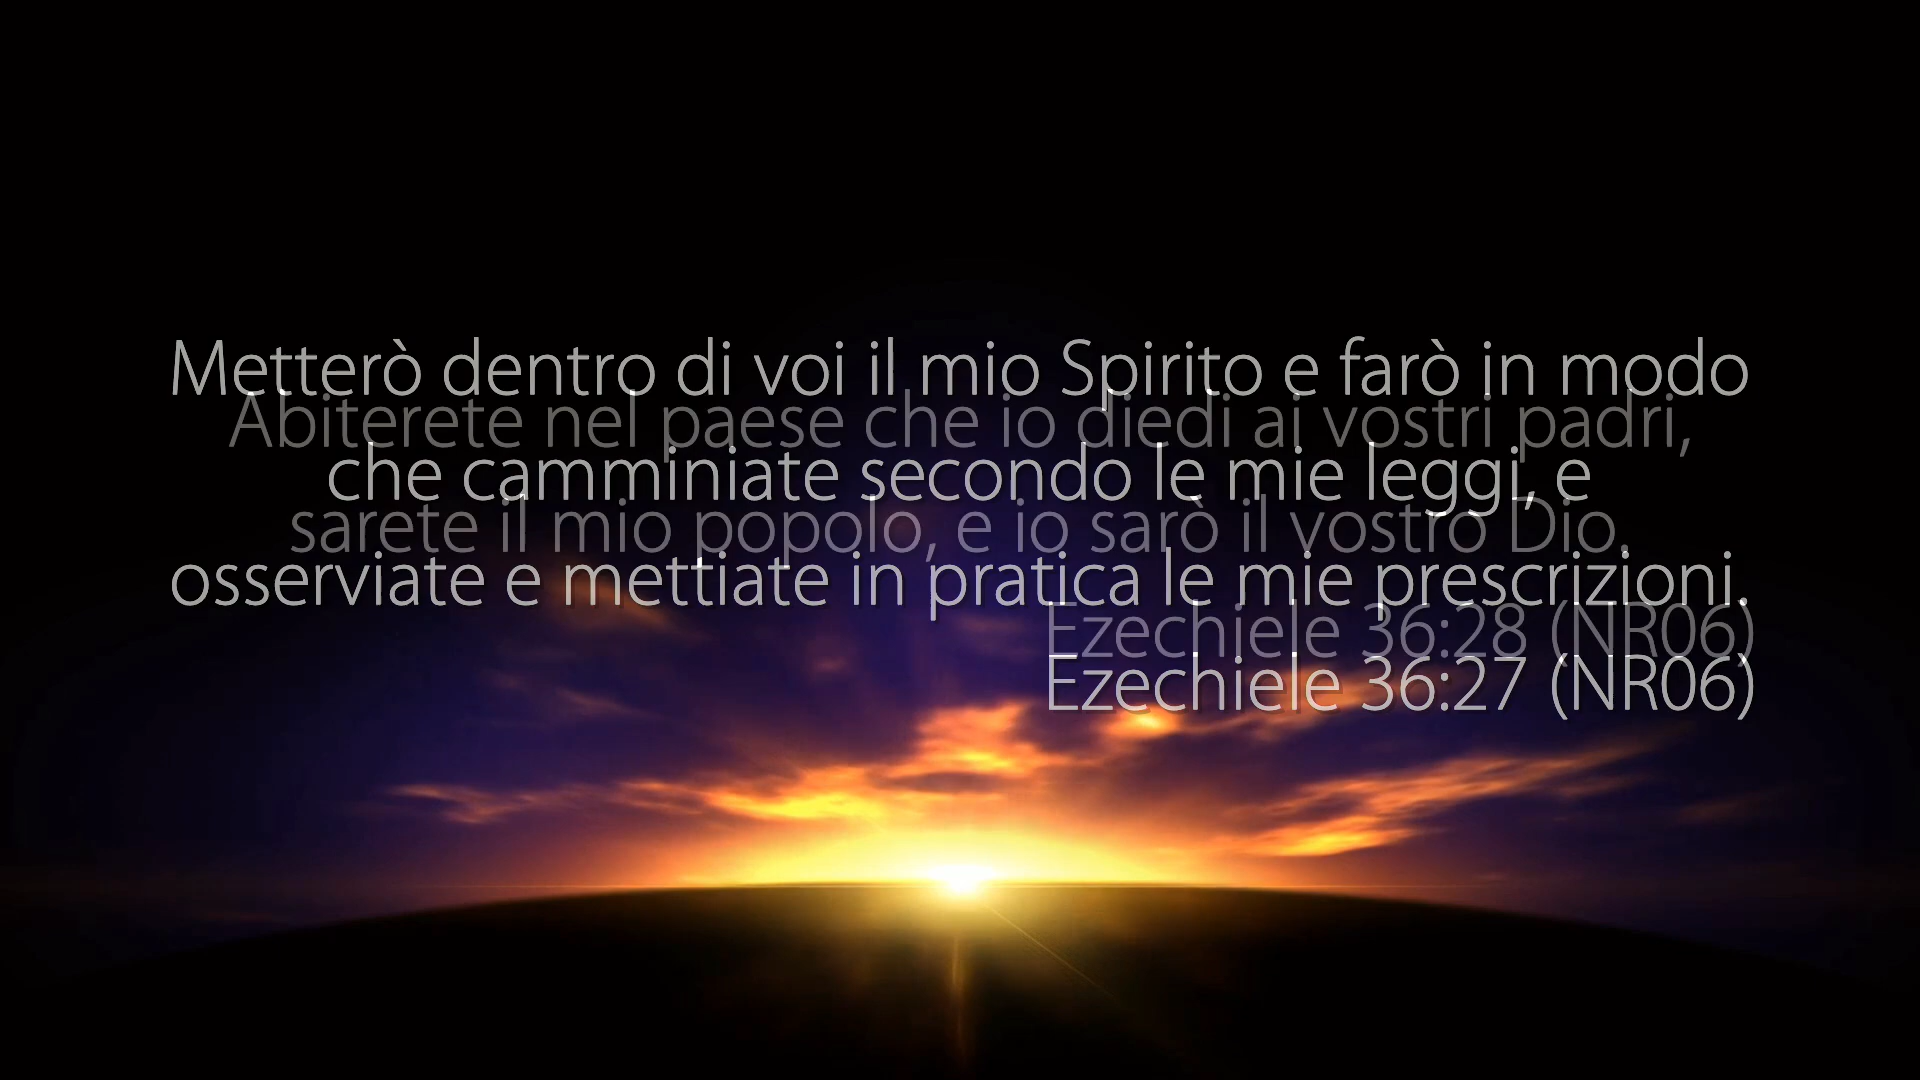 Metterò dentro di voi il mio Spirito e farò in modo
che camminiate secondo le mie leggi, e
osserviate e mettiate in pratica le mie prescrizioni.
Ezechiele 36:27 (NR06)
Abiterete nel paese che io diedi ai vostri padri,
sarete il mio popolo, e io sarò il vostro Dio.
Ezechiele 36:28 (NR06)